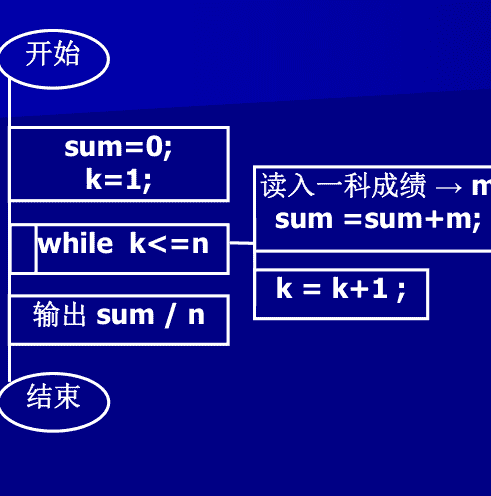 开始
sum=0;
k=1;
读入一科成绩 → m
sum =sum+m;
while k<=n
k = k+1 ;
输出 sum / n
结束